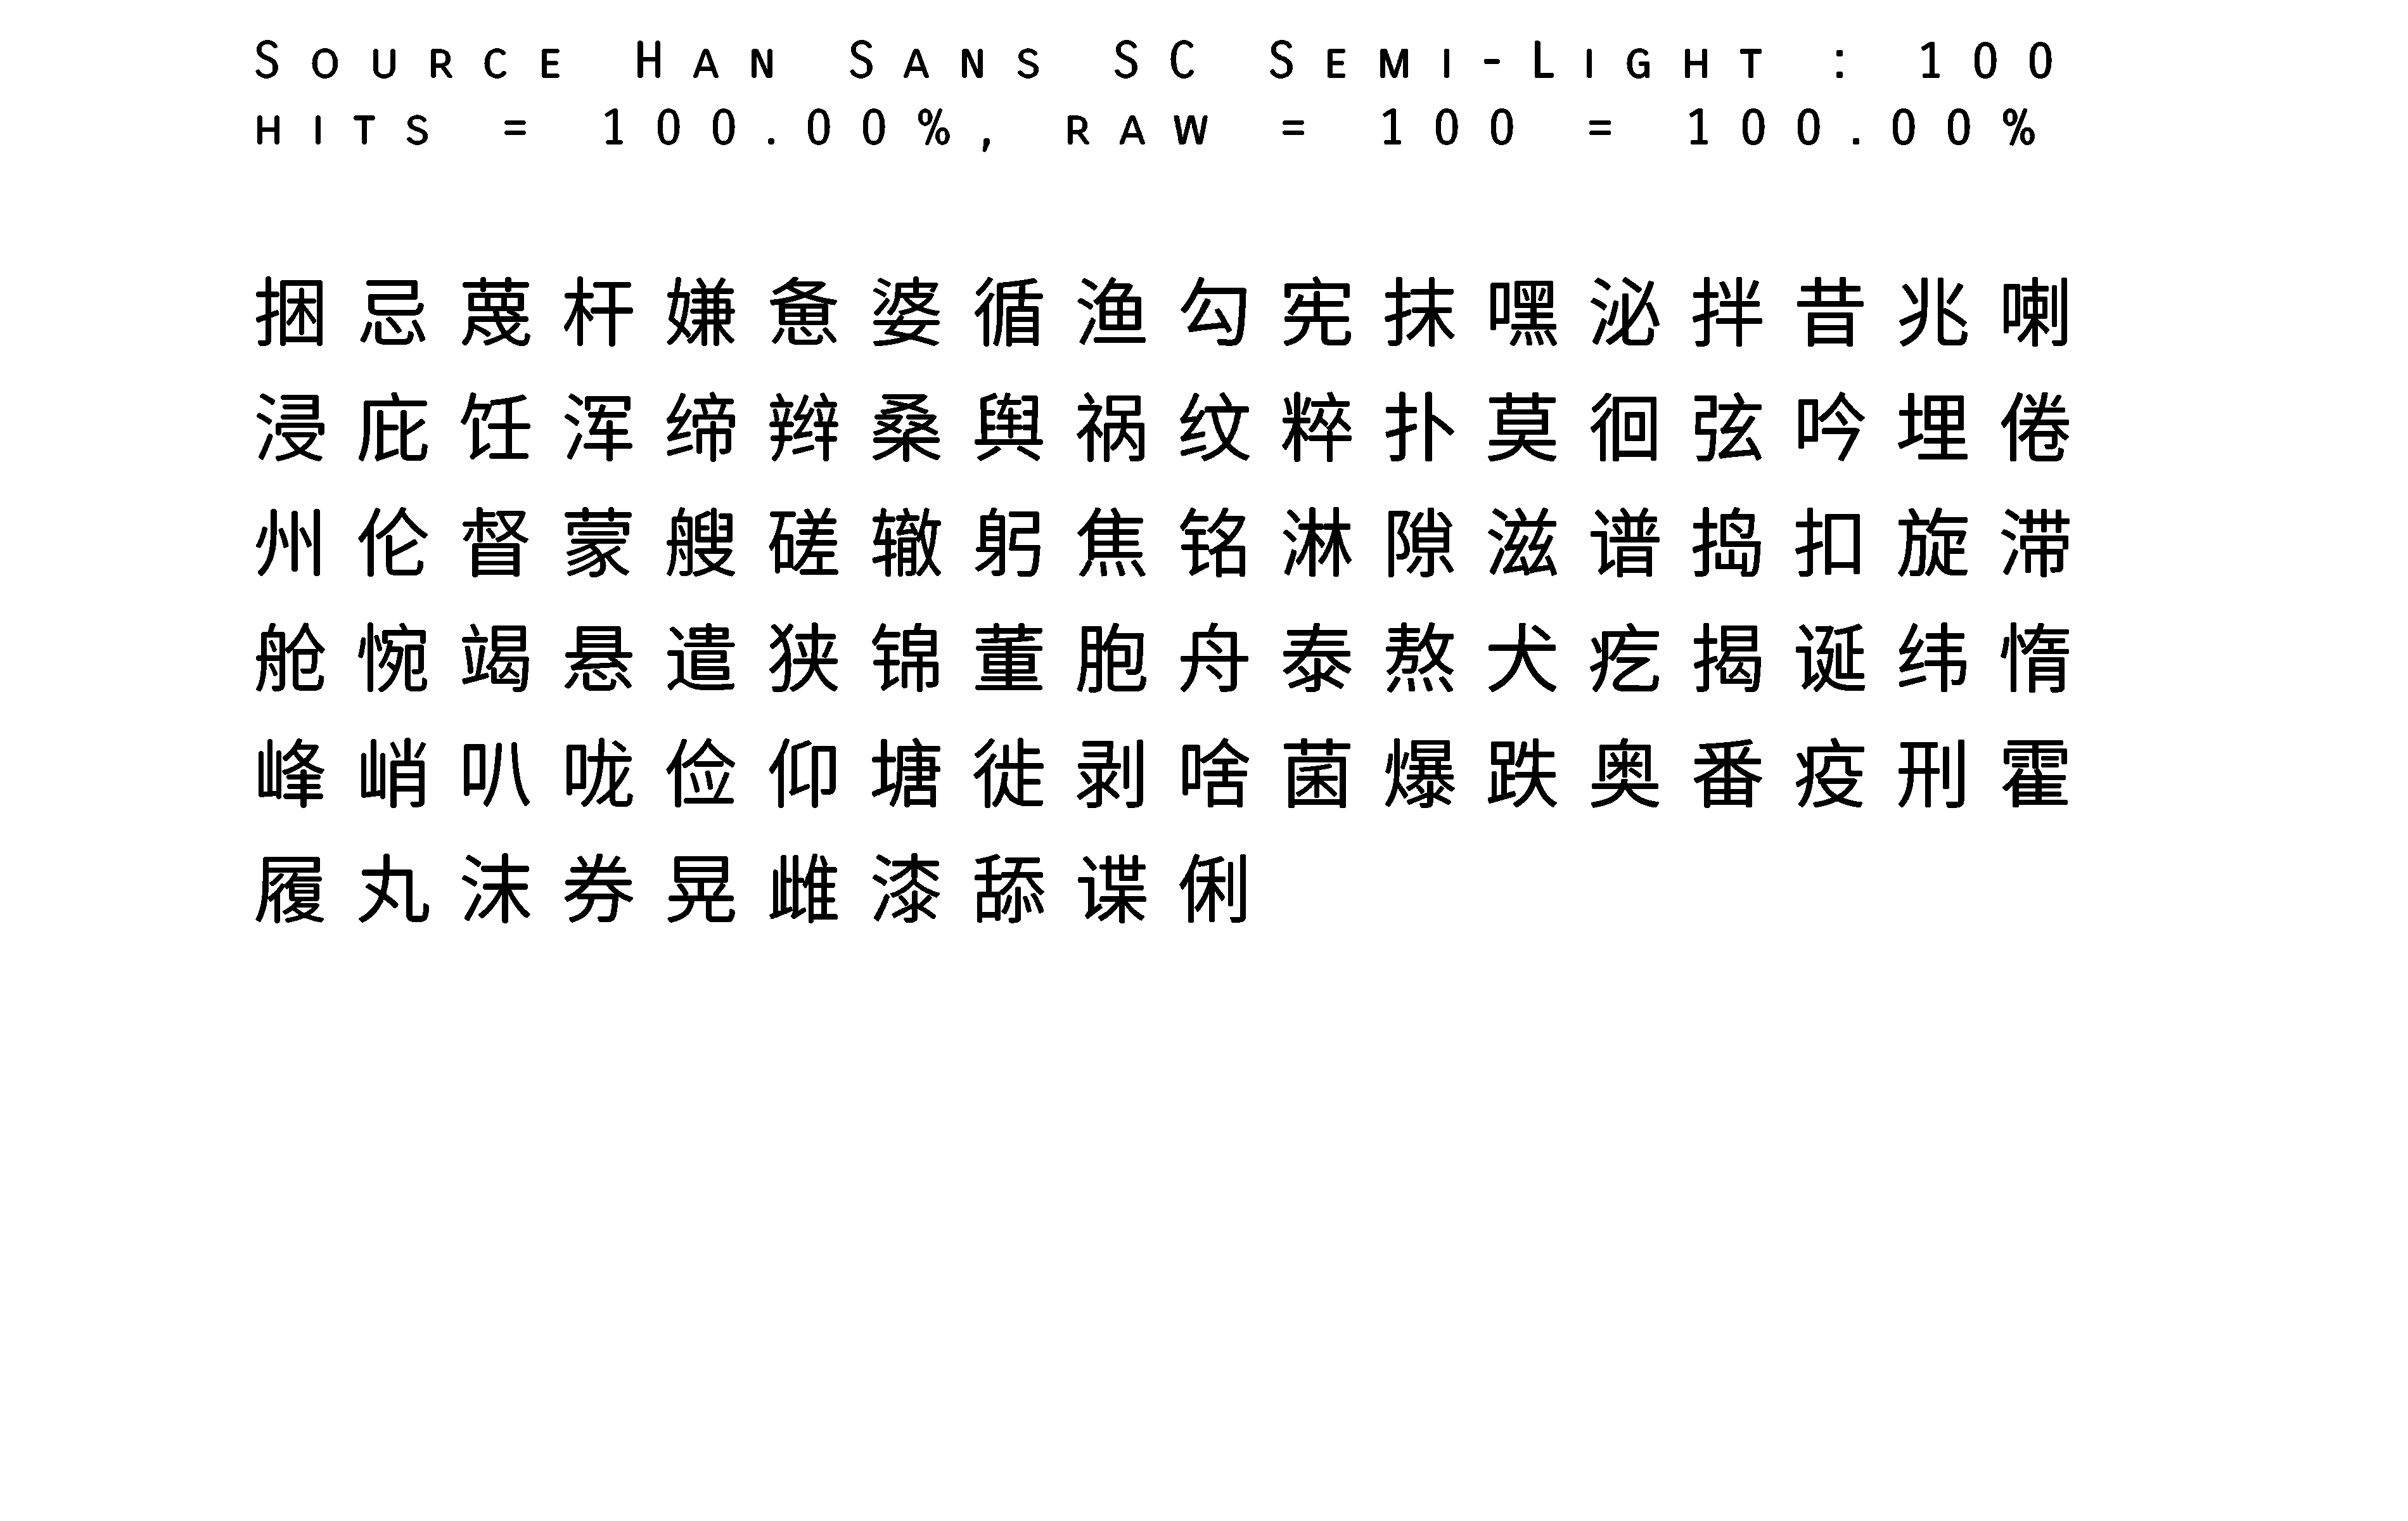 Source Han Sans SC Semi-Light : 100
hits = 100.00%, raw = 100 = 100.00%
捆忌蔑杆嫌惫婆循渔勾宪抹嘿泌拌昔兆喇
浸庇饪浑缔辫桑舆祸纹粹扑莫徊弦吟埋倦
州伦督蒙艘磋辙躬焦铭淋隙滋谱捣扣旋滞
舱惋竭悬遣狭锦董胞舟泰熬犬疙揭诞纬惰
峰峭叭咙俭仰塘徙剥啥菌爆跌奥番疫刑霍
履丸沫券晃雌漆舔谍俐